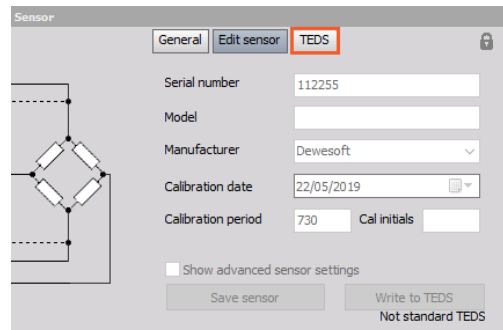 Sensor
General Edit sensor TEDS
Serial number 112255
Model
Manufacturer Dewesoft
Calibration date 22/05/2019
Calibration period 730 Cal initials
Show advanced sensor settings
Save sensor Write to TEDS
Not standard TEDS